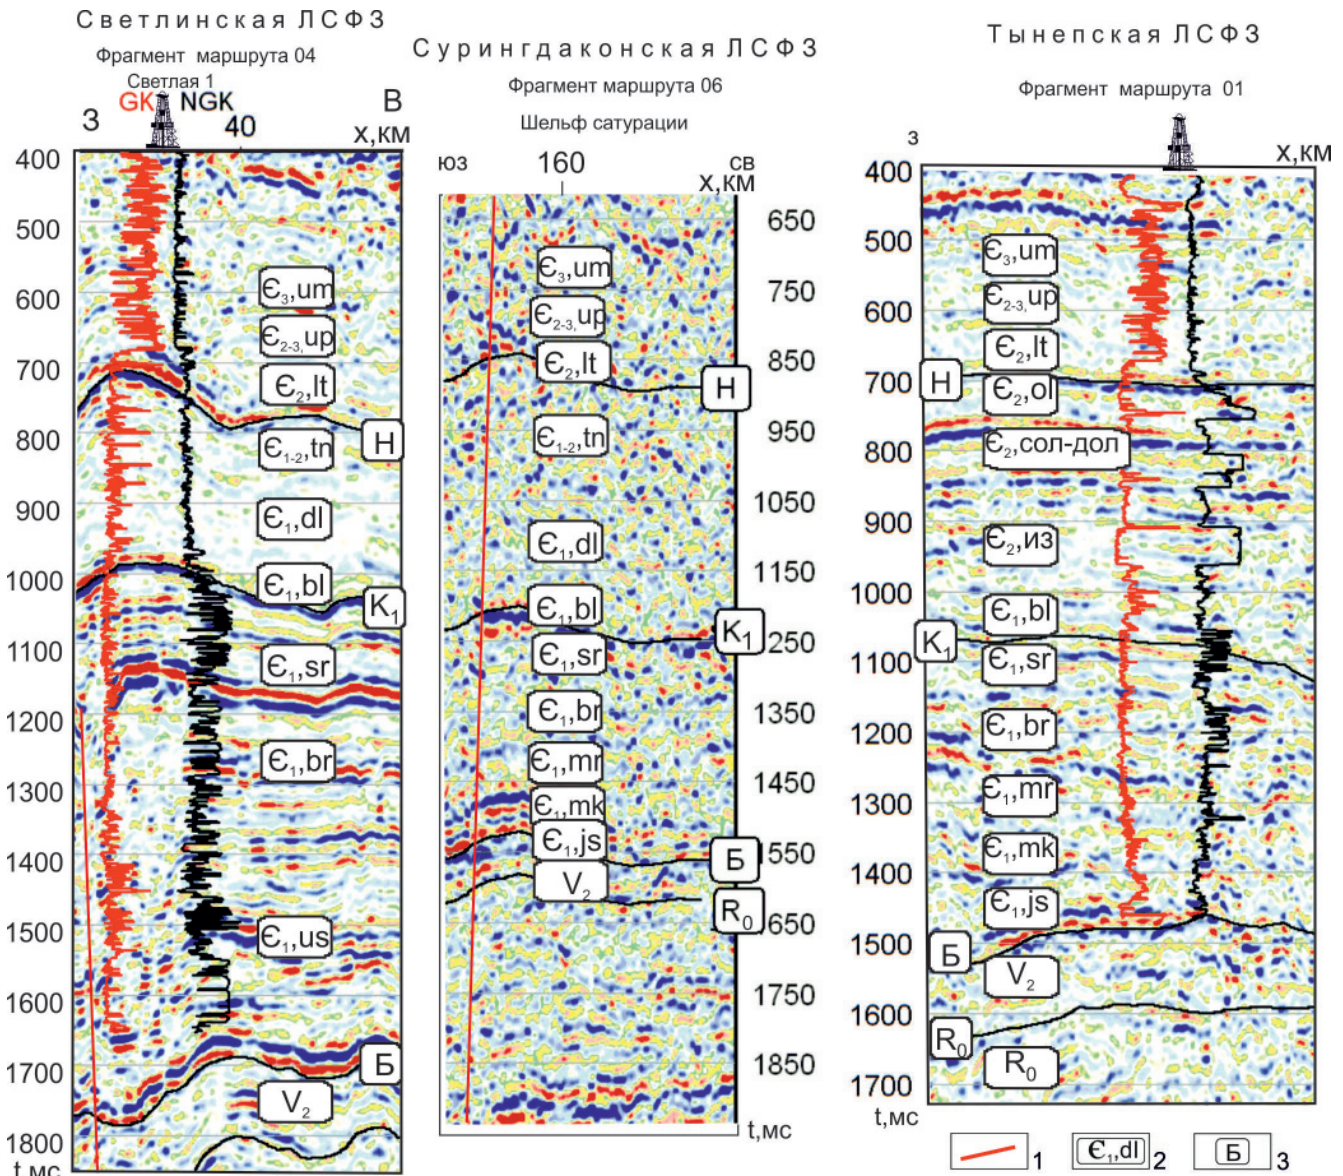 Светлинская ЛСФЗ
Фрагмент маршрута 04
Светлая 1
GK NGK
З 40 В
х,км
400
500
600
700
800
900
1000
1100
1200
1300
1400
1500
1600
1700
1800
t,мс
Є3,um
Є2-3,up
Є2,lt
Н
Є1-2,tn
Є1,dl
Є1,bl
К1
Є1,sr
Є1,br
Є1,us
Б
V2
Сурингдаконская ЛСФЗ
Фрагмент маршрута 06
Шельф сатурации
юз 160 св
х,км
650
750
850
950
1050
1150
250
1350
1450
550
650
1750
1850
t,мс
Є3,um
Є2-3,up
Є2,lt
Н
Є1-2,tn
Є1,dl
Є1,bl
К1
Є1,sr
Є1,br
Є1,mr
Є1,mk
Є1,js
Б
V2
R0
Тынепская ЛСФЗ
Фрагмент маршрута 01
з х,км
400
500
600
700
800
900
1000
1100
1200
1300
1400
1500
1600
1700
t,мс
Є3,um
Є2-3,up
Є2,lt
Н
Є2,ol
Є2,сол-дол
Є2,из
Є1,bl
К1
Є1,sr
Є1,br
Є1,mr
Є1,mk
Є1,js
Б
V2
R0
R0
1 Є1,dl 2 Б 3